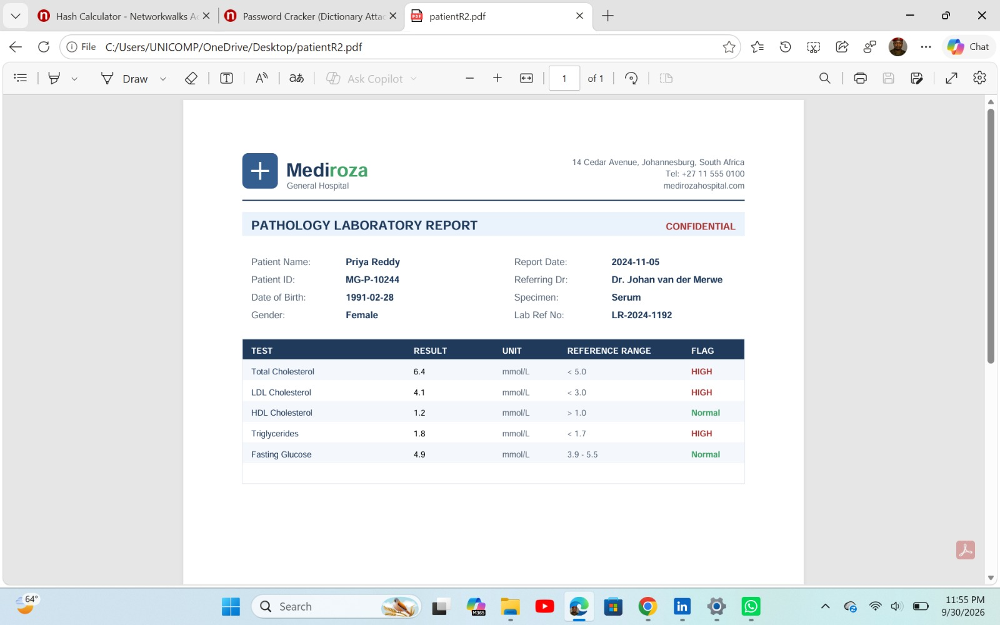 Hash Calculator - Networkwalks Ac
Password Cracker (Dictionary Attac
patientR2.pdf
File C:/Users/UNICOMP/OneDrive/Desktop/patientR2.pdf
Chat
Draw
aあ
Ask Copilot
1 of 1
Mediroza
General Hospital
14 Cedar Avenue, Johannesburg, South Africa
Tel: +27 11 555 0100
medirozahospital.com
PATHOLOGY LABORATORY REPORT CONFIDENTIAL
Patient Name: Priya Reddy Report Date: 2024-11-05
Patient ID: MG-P-10244 Referring Dr: Dr. Johan van der Merwe
Date of Birth: 1991-02-28 Specimen: Serum
Gender: Female Lab Ref No: LR-2024-1192
TEST RESULT UNIT REFERENCE RANGE FLAG
Total Cholesterol 6.4 mmol/L < 5.0 HIGH
LDL Cholesterol 4.1 mmol/L < 3.0 HIGH
HDL Cholesterol 1.2 mmol/L > 1.0 Normal
Triglycerides 1.8 mmol/L < 1.7 HIGH
Fasting Glucose 4.9 mmol/L 3.9 - 5.5 Normal
64°
Search
M365
11:55 PM
9/30/2026